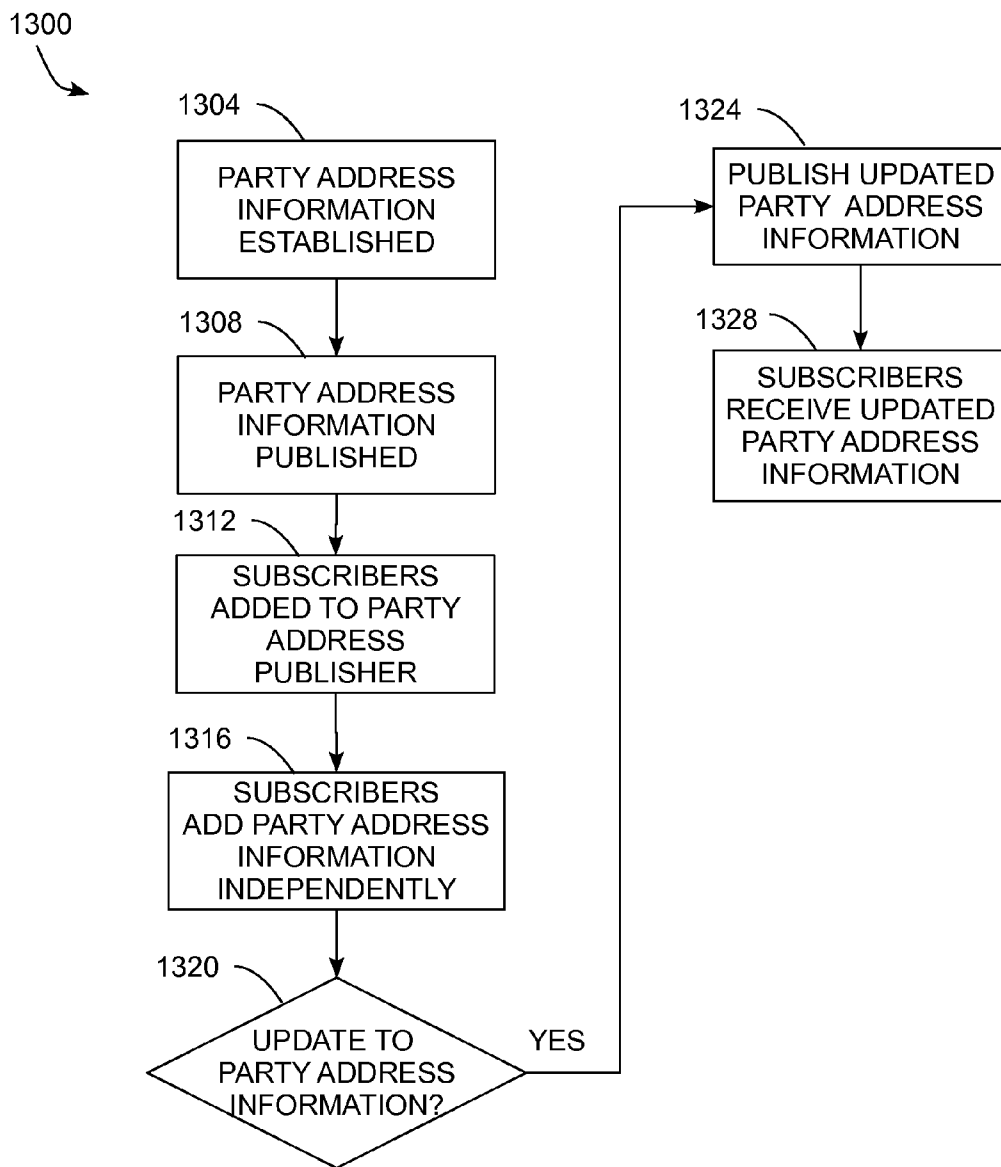 1300
1304
PARTY ADDRESS
INFORMATION
ESTABLISHED
1308
PARTY ADDRESS
INFORMATION
PUBLISHED
1312
SUBSCRIBERS
ADDED TO PARTY
ADDRESS
PUBLISHER
1316
SUBSCRIBERS
ADD PARTY ADDRESS
INFORMATION
INDEPENDENTLY
1320
UPDATE TO
PARTY ADDRESS
INFORMATION?
YES
1324
PUBLISH UPDATED
PARTY ADDRESS
INFORMATION
1328
SUBSCRIBERS
RECEIVE UPDATED
PARTY ADDRESS
INFORMATION